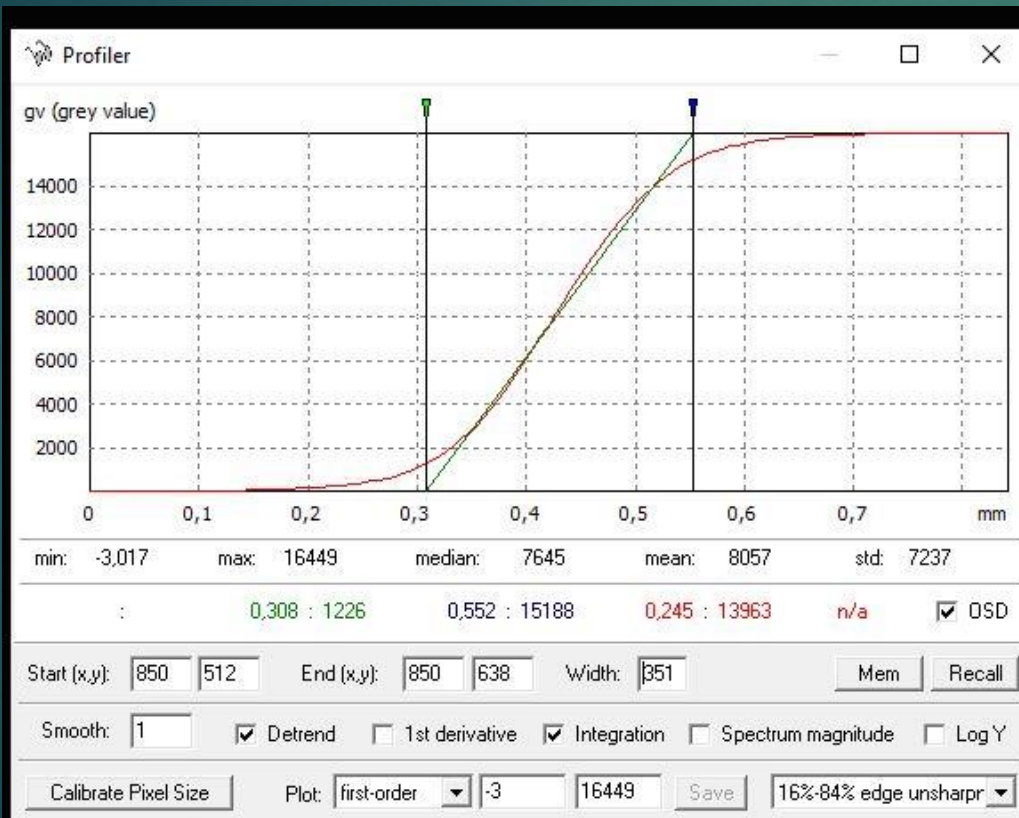 Profiler
gv (grey value)
14000
12000
10000
8000
6000
4000
2000
0 0,1 0,2 0,3 0,4 0,5 0,6 0,7 mm
min: -3,017 max: 16449 median: 7645 mean: 8057 std: 7237
: 0,308 : 1226 0,552 : 15188 0,245 : 13963 n/a OSD
Start (x,y): 850 512 End (x,y): 850 638 Width: 351 Mem Recall
Smooth: 1 Detrend 1st derivative Integration Spectrum magnitude Log Y
Calibrate Pixel Size Plot: first-order -3 16449 Save 16%-84% edge unsharpr